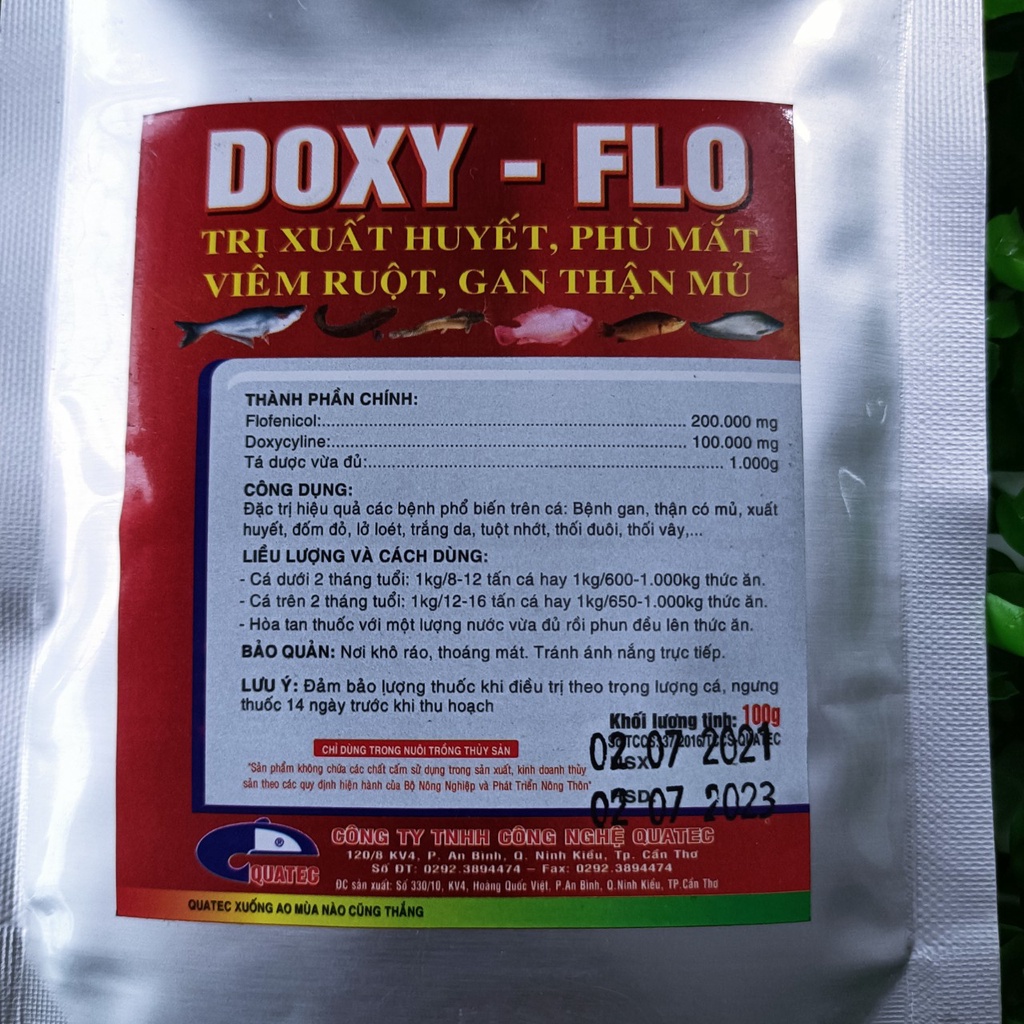 DOXY - FLO
TRỊ XUẤT HUYẾT, PHÙ MẮT
VIÊM RUỘT, GAN THẬN MỦ
THÀNH PHẦN CHÍNH:
Flofenicol:........ 200.000 mg
Doxycyline:........ 100.000 mg
Tá dược vừa đủ:........ 1.000g
CÔNG DỤNG:
Đặc trị hiệu quả các bệnh phổ biến trên cá: Bệnh gan, thận có mủ, xuất
huyết, đốm đỏ, lở loét, trắng da, tuột nhớt, thối đuôi, thối vây,...
LIỀU LƯỢNG VÀ CÁCH DÙNG:
- Cá dưới 2 tháng tuổi: 1kg/8-12 tấn cá hay 1kg/600-1.000kg thức ăn.
- Cá trên 2 tháng tuổi: 1kg/12-16 tấn cá hay 1kg/650-1.000kg thức ăn.
- Hòa tan thuốc với một lượng nước vừa đủ rồi phun đều lên thức ăn.
BẢO QUẢN: Nơi khô ráo, thoáng mát. Tránh ánh nắng trực tiếp.
LƯU Ý: Đảm bảo lượng thuốc khi điều trị theo trọng lượng cá, ngưng
thuốc 14 ngày trước khi thu hoạch
Khối lượng tịnh: 100g
02 07 2021
02 07 2023
CHỈ DÙNG TRONG NUÔI TRỒNG THỦY SẢN
"Sản phẩm không chứa các chất cấm sử dụng trong sản xuất, kinh doanh thủy
sản theo các quy định hiện hành của Bộ Nông Nghiệp và Phát Triển Nông Thôn"
QUATEC
CÔNG TY TNHH CÔNG NGHỆ QUATEC
120/8 KV4, P. An Bình, Q. Ninh Kiều, Tp. Cần Thơ
Số ĐT: 0292.3894474 – Fax: 0292.3894474
ĐC sản xuất: Số 330/10, KV4, Hoàng Quốc Việt, P.An Bình, Q.Ninh Kiều, TP.Cần Thơ
QUATEC XUỐNG AO MÙA NÀO CŨNG THẮNG